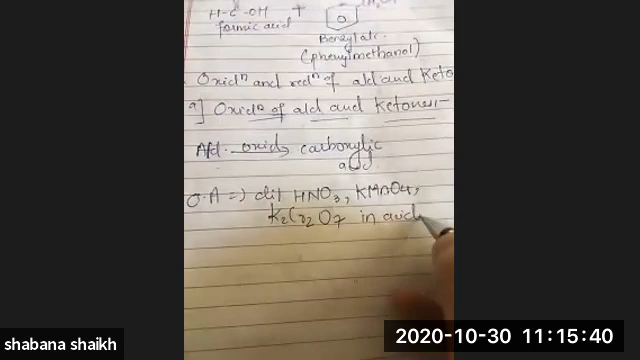 H-C-OH +
formic acid
Benzylalc.
(phenylmethanol)
Oxidⁿ and redⁿ of ald and Keto
a] Oxidⁿ of ald and Ketones:-
Ald. oxidⁿ carboxylic
acid
O.A => dil HNO3, KMnO4,
K2Cr2O7 in acid
shabana shaikh
2020-10-30 11:15:40